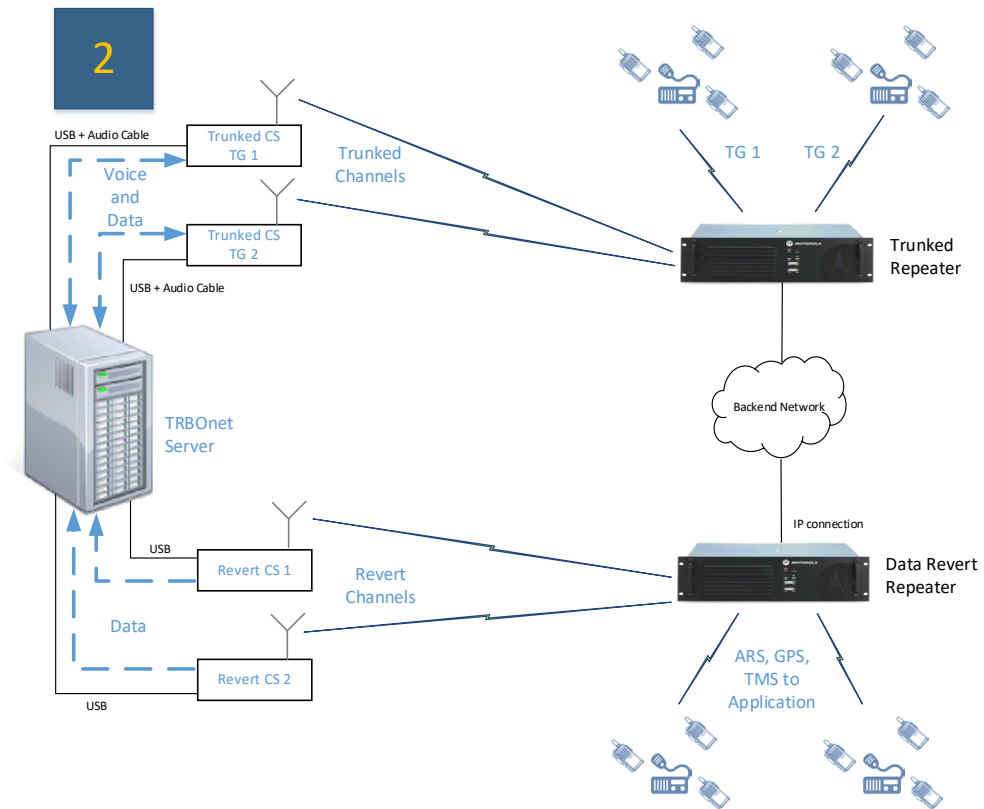 2
USB + Audio Cable
Trunked CS
TG 1
Trunked
Channels
TG 1
TG 2
Voice
and
Data
Trunked CS
TG 2
MOTOROLA
Trunked
Repeater
USB + Audio Cable
Backend Network
TRBOnet
Server
IP connection
USB
Revert CS 1
Revert
Channels
MOTOROLA
Data Revert
Repeater
Data
Revert CS 2
USB
ARS, GPS,
TMS to
Application